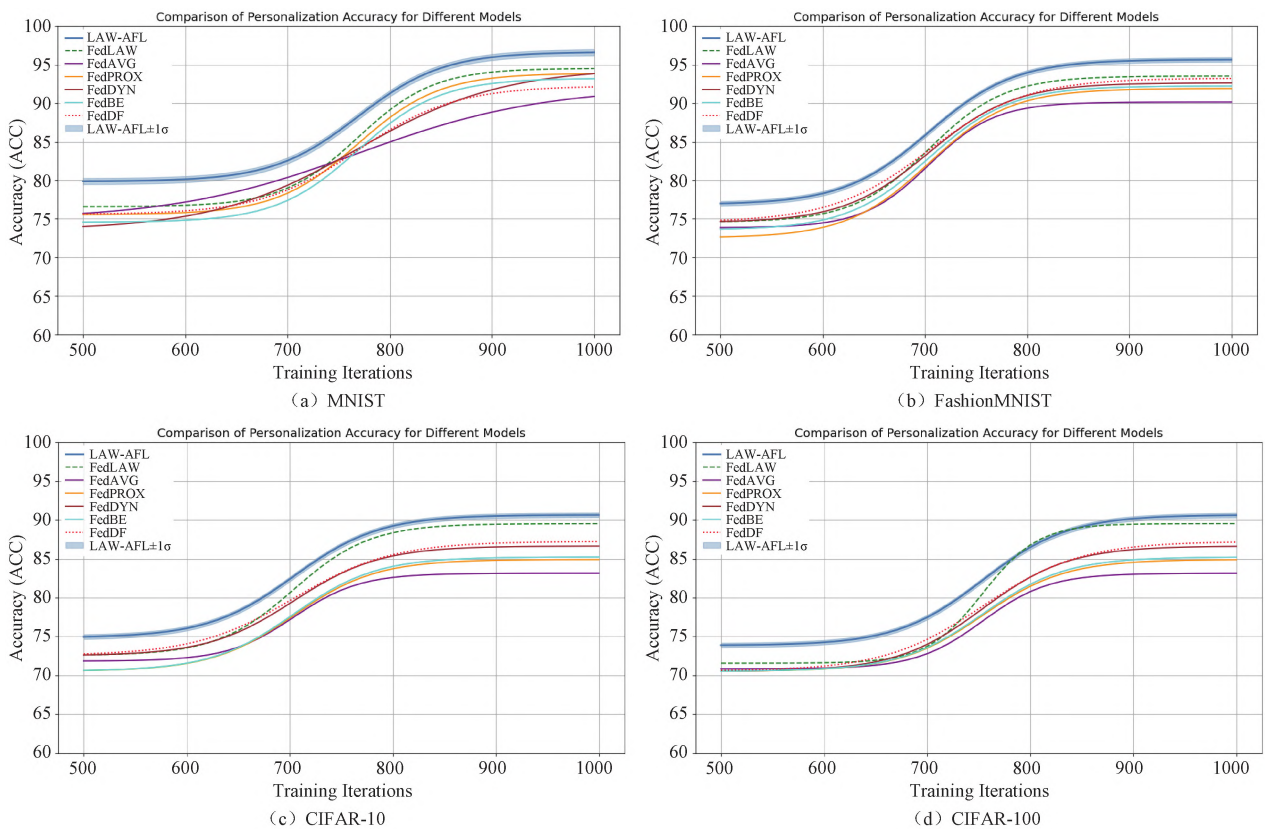 Comparison of Personalization Accuracy for Different Models
100
95
90
85
80
75
70
65
60
Accuracy (ACC)
LAW-AFL
FedLAW
FedAVG
FedPROX
FedDYN
FedBE
FedDF
LAW-AFL±1σ
500 600 700 800 900 1000
Training Iterations
（a）MNIST
Comparison of Personalization Accuracy for Different Models
100
95
90
85
80
75
70
65
60
Accuracy (ACC)
LAW-AFL
FedLAW
FedAVG
FedPROX
FedDYN
FedBE
FedDF
LAW-AFL±1σ
500 600 700 800 900 1000
Training Iterations
（b）FashionMNIST
Comparison of Personalization Accuracy for Different Models
100
95
90
85
80
75
70
65
60
Accuracy (ACC)
LAW-AFL
FedLAW
FedAVG
FedPROX
FedDYN
FedBE
FedDF
LAW-AFL±1σ
500 600 700 800 900 1000
Training Iterations
（c）CIFAR-10
Comparison of Personalization Accuracy for Different Models
100
95
90
85
80
75
70
65
60
Accuracy (ACC)
LAW-AFL
FedLAW
FedAVG
FedPROX
FedDYN
FedBE
FedDF
LAW-AFL±1σ
500 600 700 800 900 1000
Training Iterations
（d）CIFAR-100